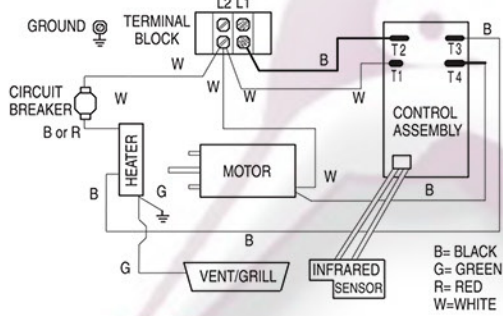 L2 L1
GROUND
TERMINAL
BLOCK
B
T2
T3
W
W
B
T1
T4
CIRCUIT
BREAKER
W
W
W
CONTROL
ASSEMBLY
B or R
HEATER
MOTOR
W
B
G
B
B
G
VENT/GRILL
INFRARED
SENSOR
B= BLACK
G= GREEN
R= RED
W=WHITE